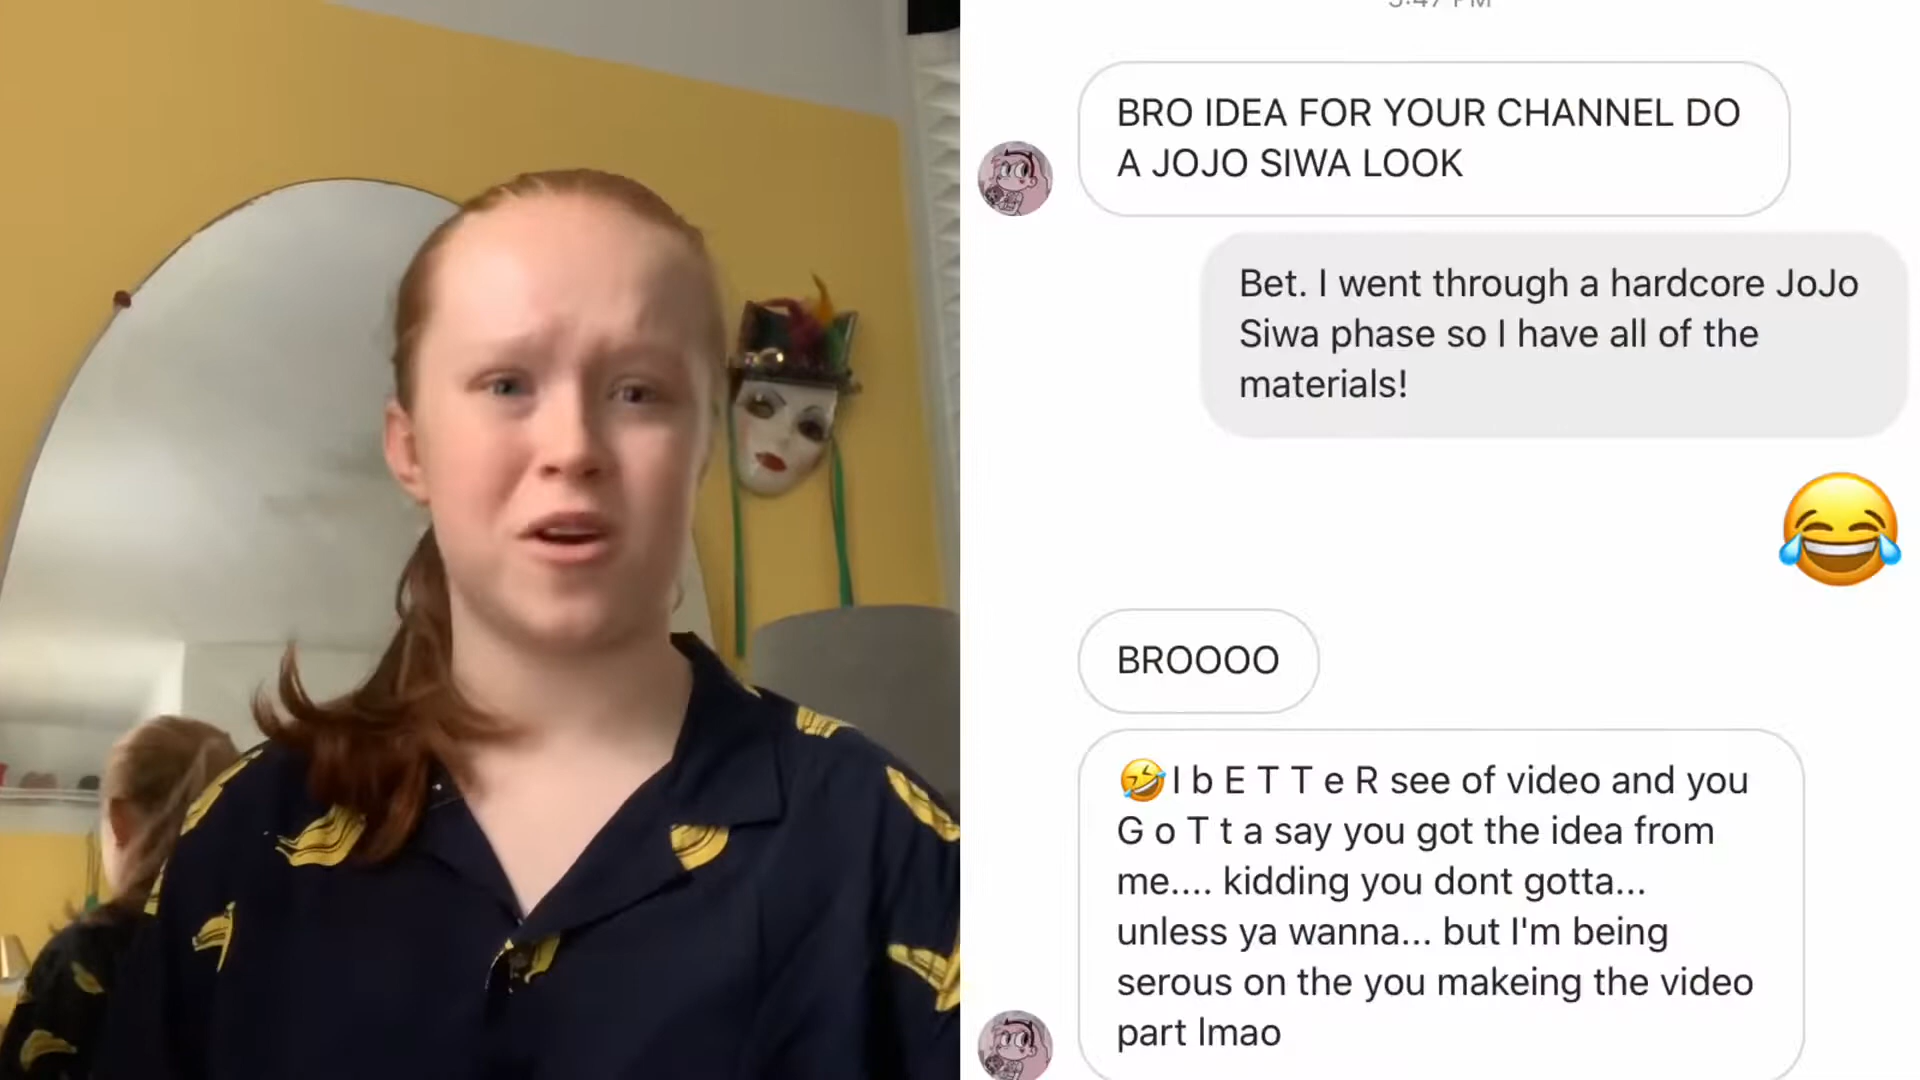 BRO IDEA FOR YOUR CHANNEL DO
A JOJO SIWA LOOK
Bet. I went through a hardcore JoJo
Siwa phase so I have all of the
materials!
BROOOO
🤣I b E T T e R see of video and you
G o T t a say you got the idea from
me.... kidding you dont gotta...
unless ya wanna... but I'm being
serous on the you makeing the video
part lmao